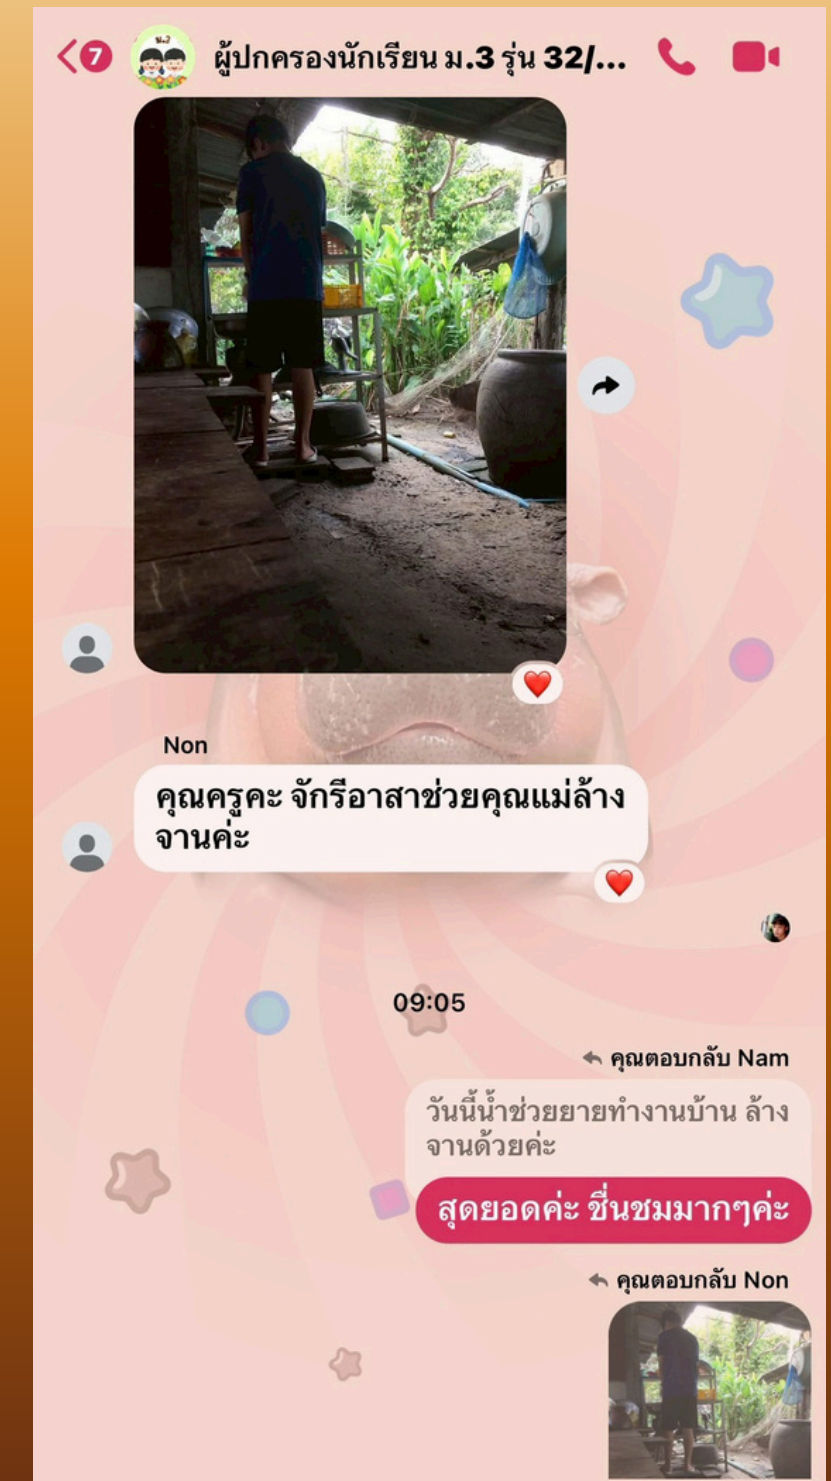 7
ผู้ปกครองนักเรียน ม.3 รุ่น 32/...
Non
คุณครูคะ จักรีอาสาช่วยคุณแม่ล้าง
จานค่ะ
09:05
คุณตอบกลับ Nam
วันนี้น้ำช่วยยายทำงานบ้าน ล้าง
จานด้วยค่ะ
สุดยอดค่ะ ชื่นชมมากๆค่ะ
คุณตอบกลับ Non